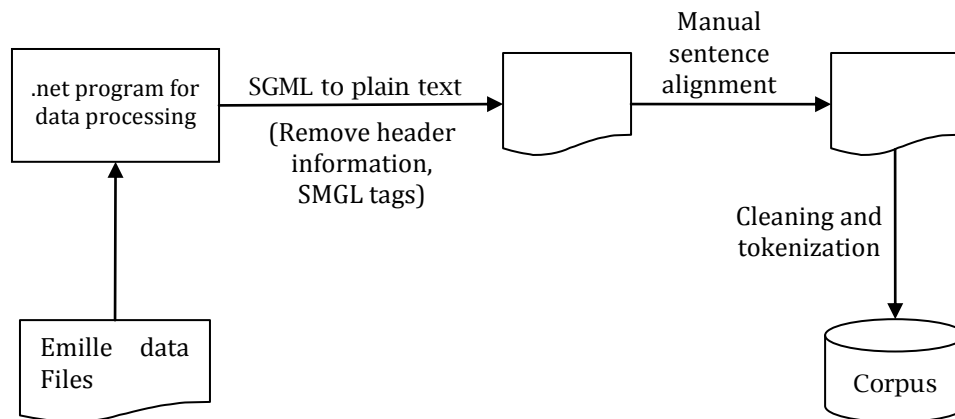 .net program for
data processing
SGML to plain text
(Remove header
information,
SMGL tags)
Manual
sentence
alignment
Cleaning and
tokenization
Emille data
Files
Corpus